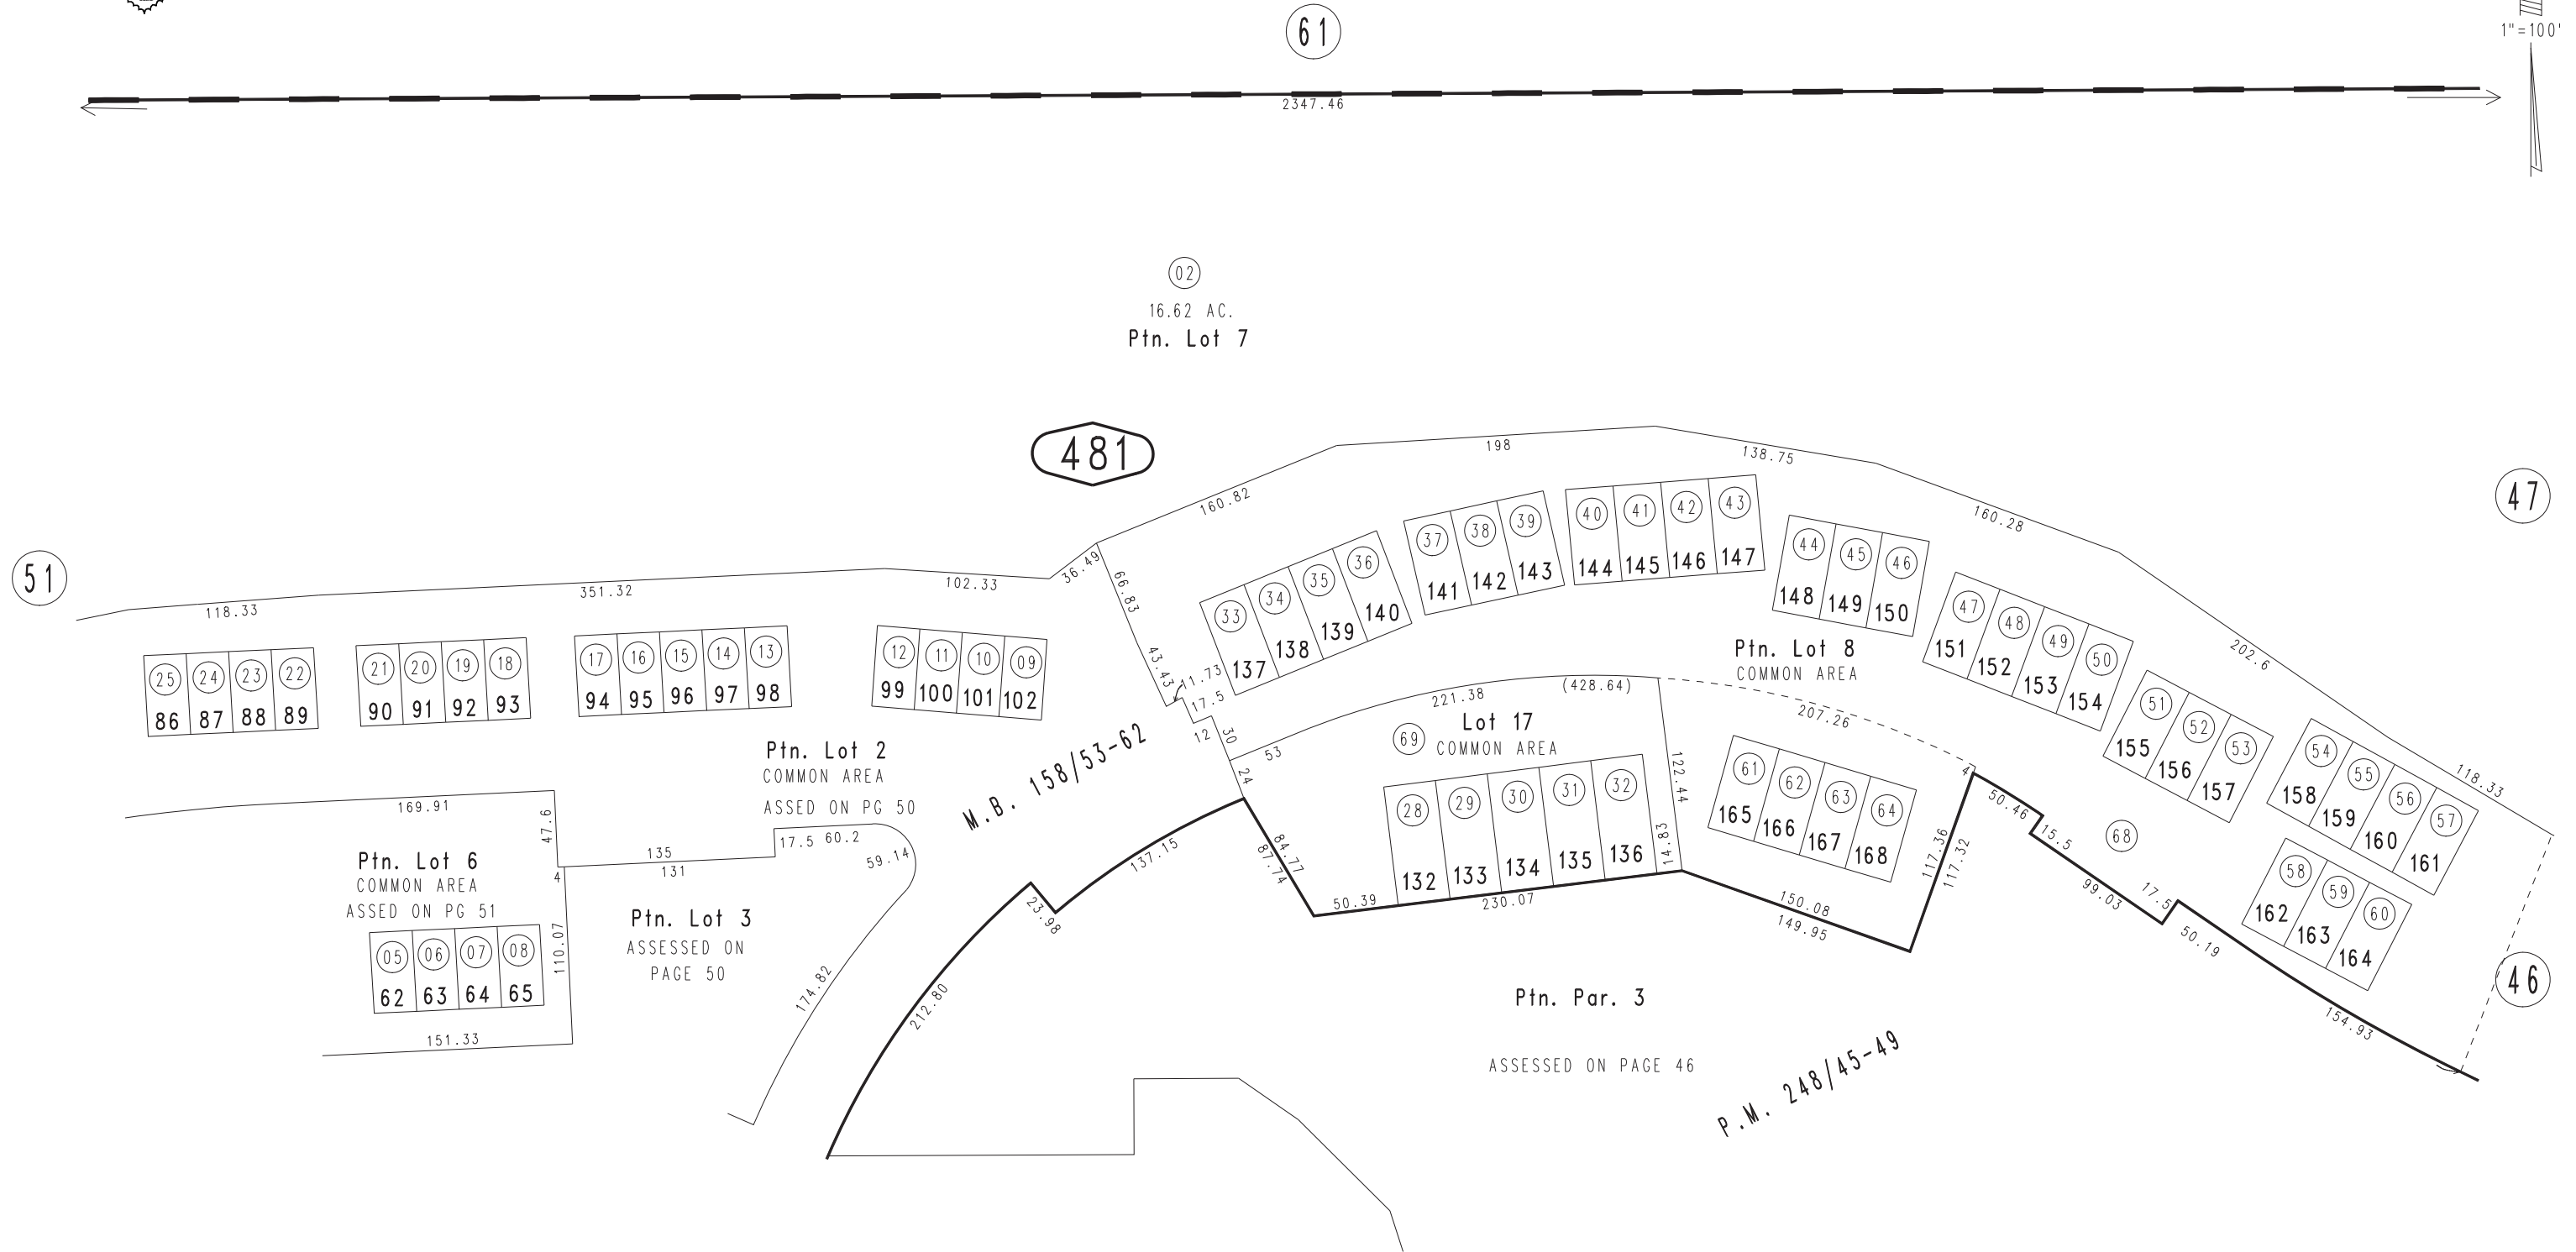 61
1"=100'
2347.46
02
16.62 AC.
Ptn. Lot 7
481
47
51
118.33
351.32
102.33
36.49
160.82
198
138.75
160.28
202.6
118.33
66.83
43.43
11.73
17.5
12
30
24
53
25 24 23 22
86 87 88 89
21 20 19 18
90 91 92 93
17 16 15 14 13
94 95 96 97 98
12 11 10 09
99 100 101 102
33 34 35 36
137 138 139 140
37 38 39
141 142 143
40 41 42 43
144 145 146 147
44 45 46
148 149 150
47 48 49 50
151 152 153 154
51 52 53
155 156 157
54 55 56 57
158 159 160 161
58 59 60
162 163 164
Ptn. Lot 8
COMMON AREA
221.38
(428.64)
207.26
69
Lot 17
COMMON AREA
28 29 30 31 32
132 133 134 135 136
122.44
14.83
61 62 63 64
165 166 167 168
Ptn. Lot 2
COMMON AREA
ASSED ON PG 50
M.B. 158/53-62
169.91
47.6
135
131
4
17.5
60.2
59.14
Ptn. Lot 6
COMMON AREA
ASSED ON PG 51
05 06 07 08
62 63 64 65
110.07
151.33
Ptn. Lot 3
ASSESSED ON
PAGE 50
174.82
212.80
23.98
137.15
84.77
87.74
50.39
230.07
150.08
149.95
117.36
117.32
4
50.46
15.5
68
99.03
17.5
50.19
154.93
46
Ptn. Par. 3
ASSESSED ON PAGE 46
P.M. 248/45-49